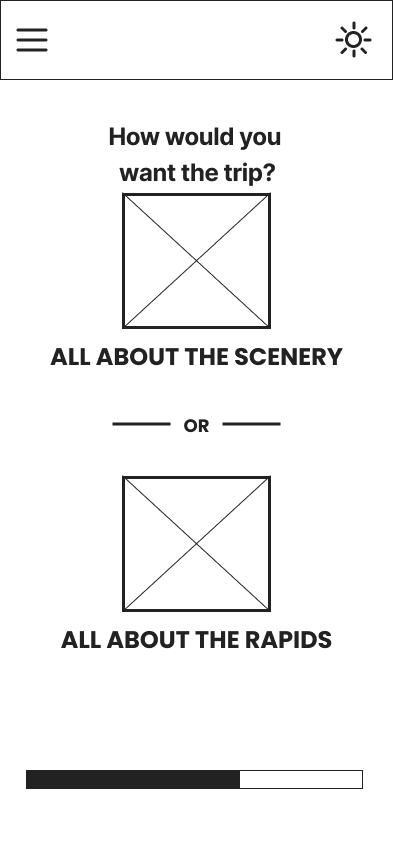 How would you
want the trip?
ALL ABOUT THE SCENERY
OR
ALL ABOUT THE RAPIDS